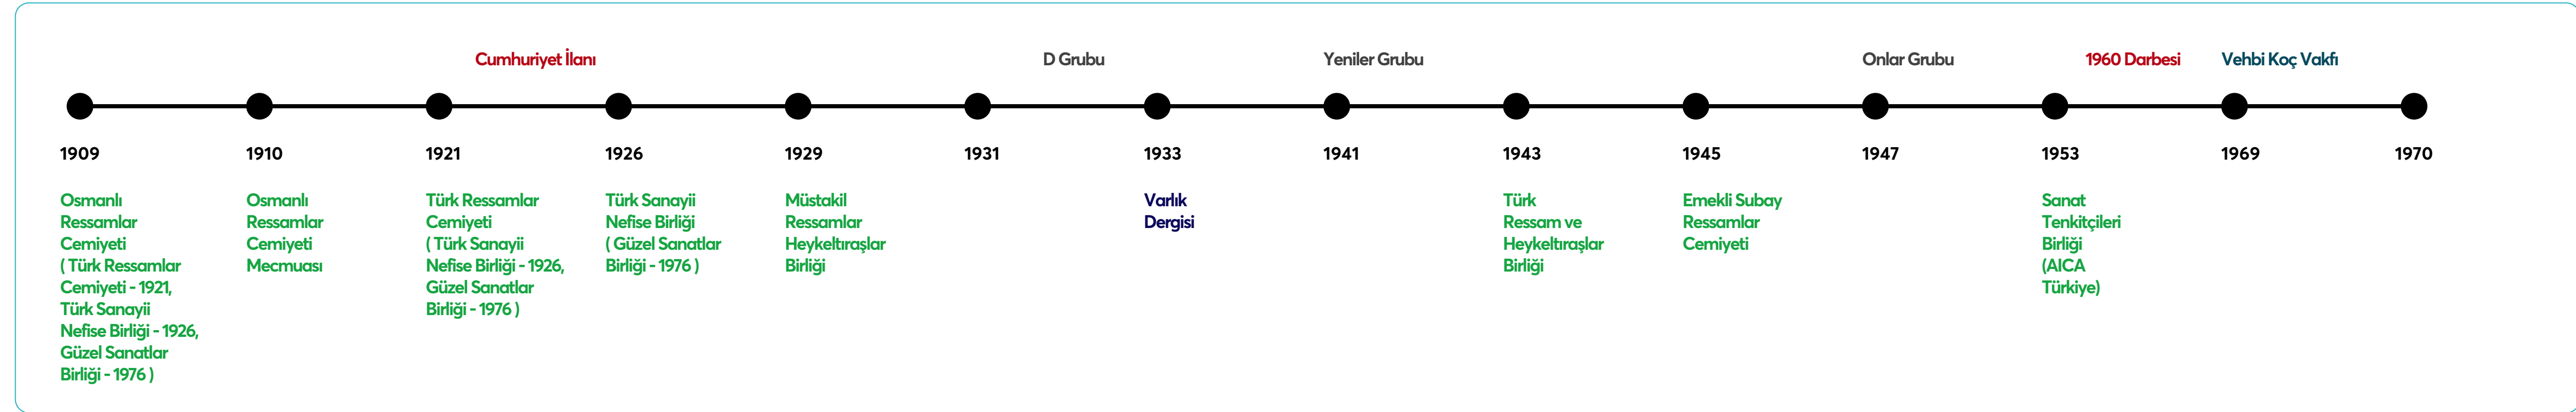 Cumhuriyet İlanı
D Grubu
Yeniler Grubu
Onlar Grubu
1960 Darbesi
Vehbi Koç Vakfı
1909
1910
1921
1926
1929
1931
1933
1941
1943
1945
1947
1953
1969
1970
Osmanlı
Ressamlar
Cemiyeti
( Türk Ressamlar
Cemiyeti - 1921,
Türk Sanayii
Nefise Birliği - 1926,
Güzel Sanatlar
Birliği - 1976 )
Osmanlı
Ressamlar
Cemiyeti
Mecmuası
Türk Ressamlar
Cemiyeti
( Türk Sanayii
Nefise Birliği - 1926,
Güzel Sanatlar
Birliği - 1976 )
Türk Sanayii
Nefise Birliği
( Güzel Sanatlar
Birliği - 1976 )
Müstakil
Ressamlar
Heykeltıraşlar
Birliği
Varlık
Dergisi
Türk
Ressam ve
Heykeltıraşlar
Birliği
Emekli Subay
Ressamlar
Cemiyeti
Sanat
Tenkitçileri
Birliği
(AICA
Türkiye)